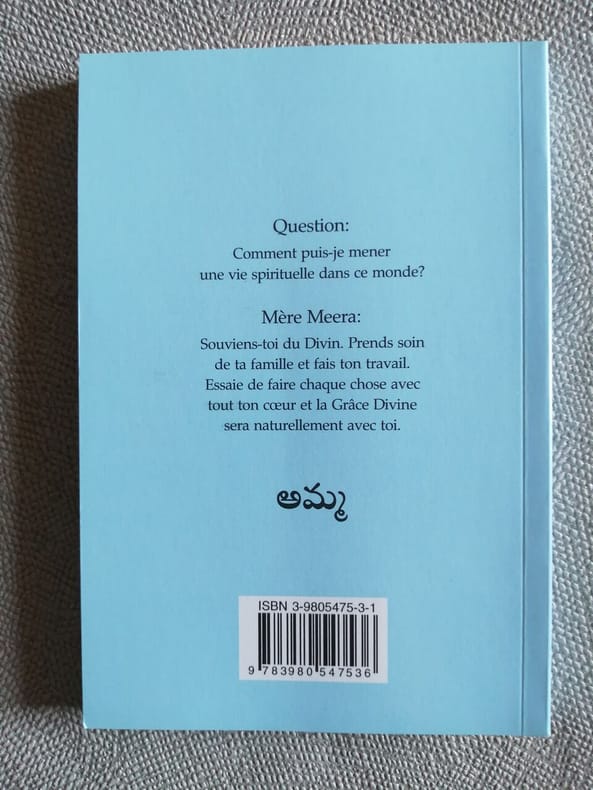 Question:
Comment puis-je mener
une vie spirituelle dans ce monde?
Mère Meera:
Souviens-toi du Divin. Prends soin
de ta famille et fais ton travail.
Essaie de faire chaque chose avec
tout ton cœur et la Grâce Divine
sera naturellement avec toi.
అమ్మ
ISBN 3-9805475-3-1
9 783980 547536